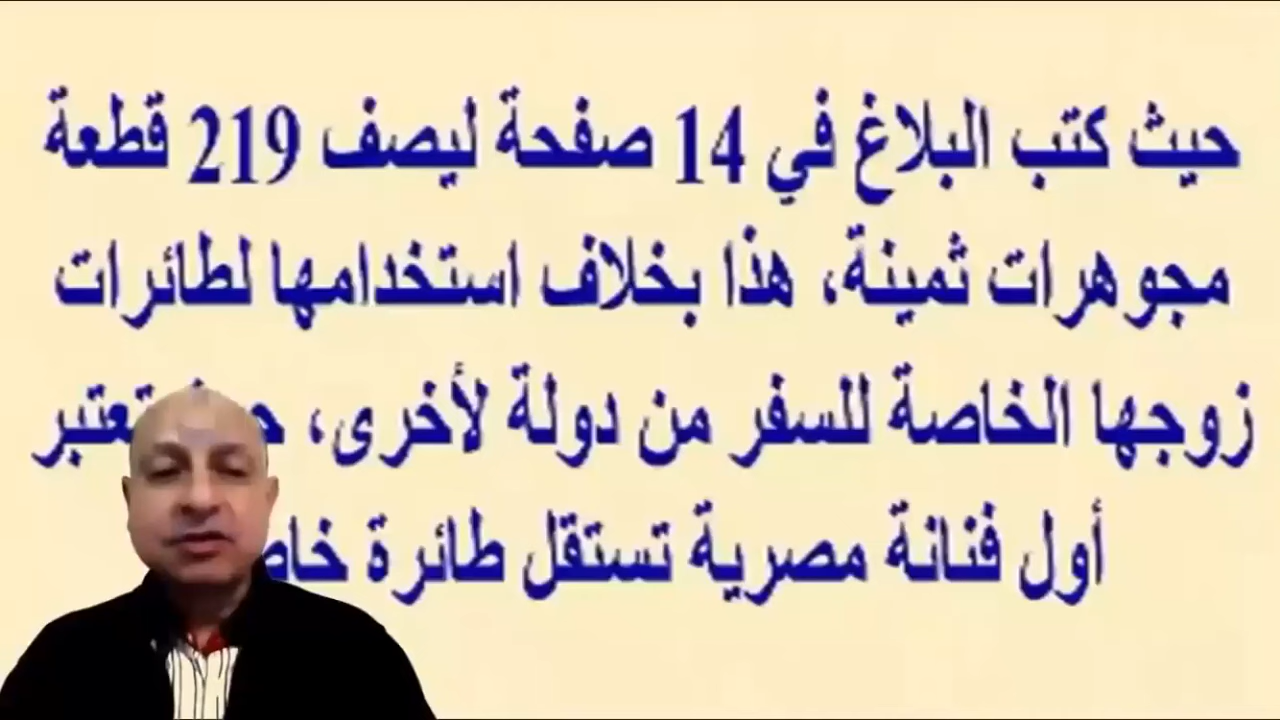 حيث كتب البلاغ في 14 صفحة ليصف 219 قطعة
مجوهرات ثمينة، هذا بخلاف استخدامها لطائرات
زوجها الخاصة للسفر من دولة لأخرى، تعتبر
أول فنانة مصرية تستقل طائرة